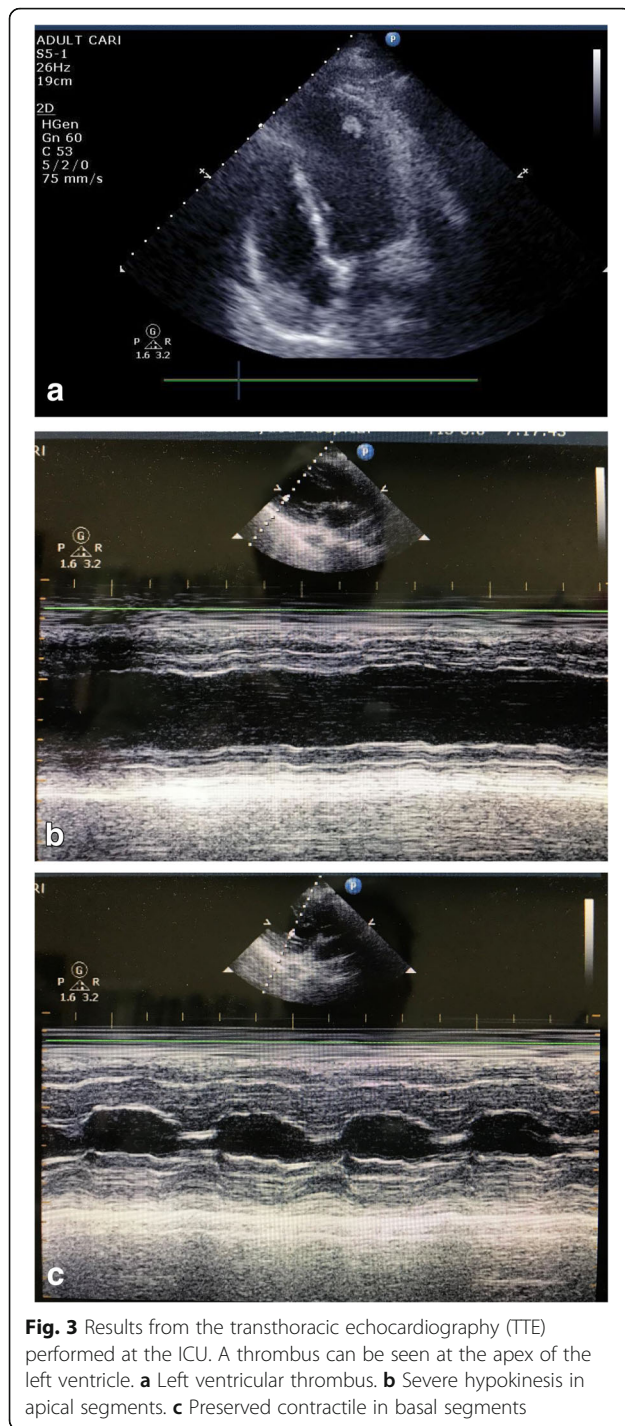 ADULT CARI
S5-1
26Hz
19cm
2D
HGen
Gn 60
C 53
5/2/0
75 mm/s
P
G
P R
1.6 3.2
a
RI
7:17:43
P
G
P R
1.6 3.2
b
RI
P
G
P R
1.6 3.2
c
Fig. 3 Results from the transthoracic echocardiography (TTE)
performed at the ICU. A thrombus can be seen at the apex of the
left ventricle. a Left ventricular thrombus. b Severe hypokinesis in
apical segments. c Preserved contractile in basal segments